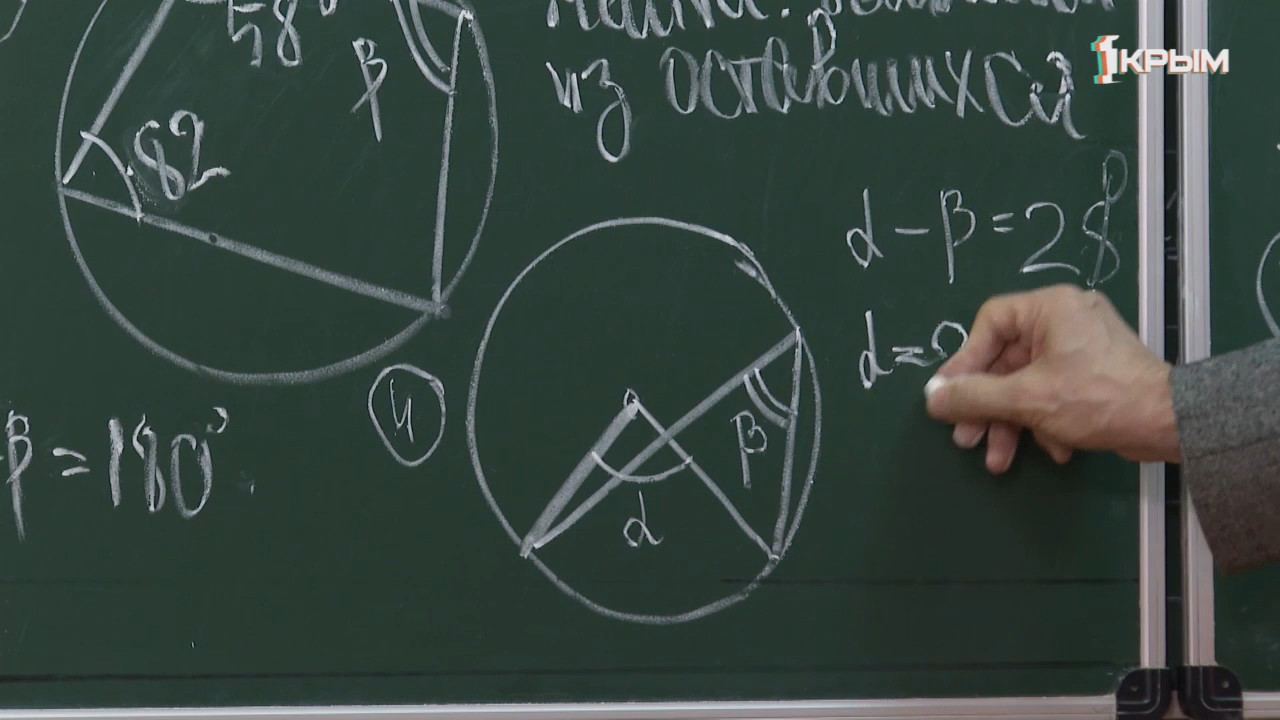 58°
β
82
из оставшихся
α - β = 28°
α = ?
β = 180°
4
β
α
1КРЫМ